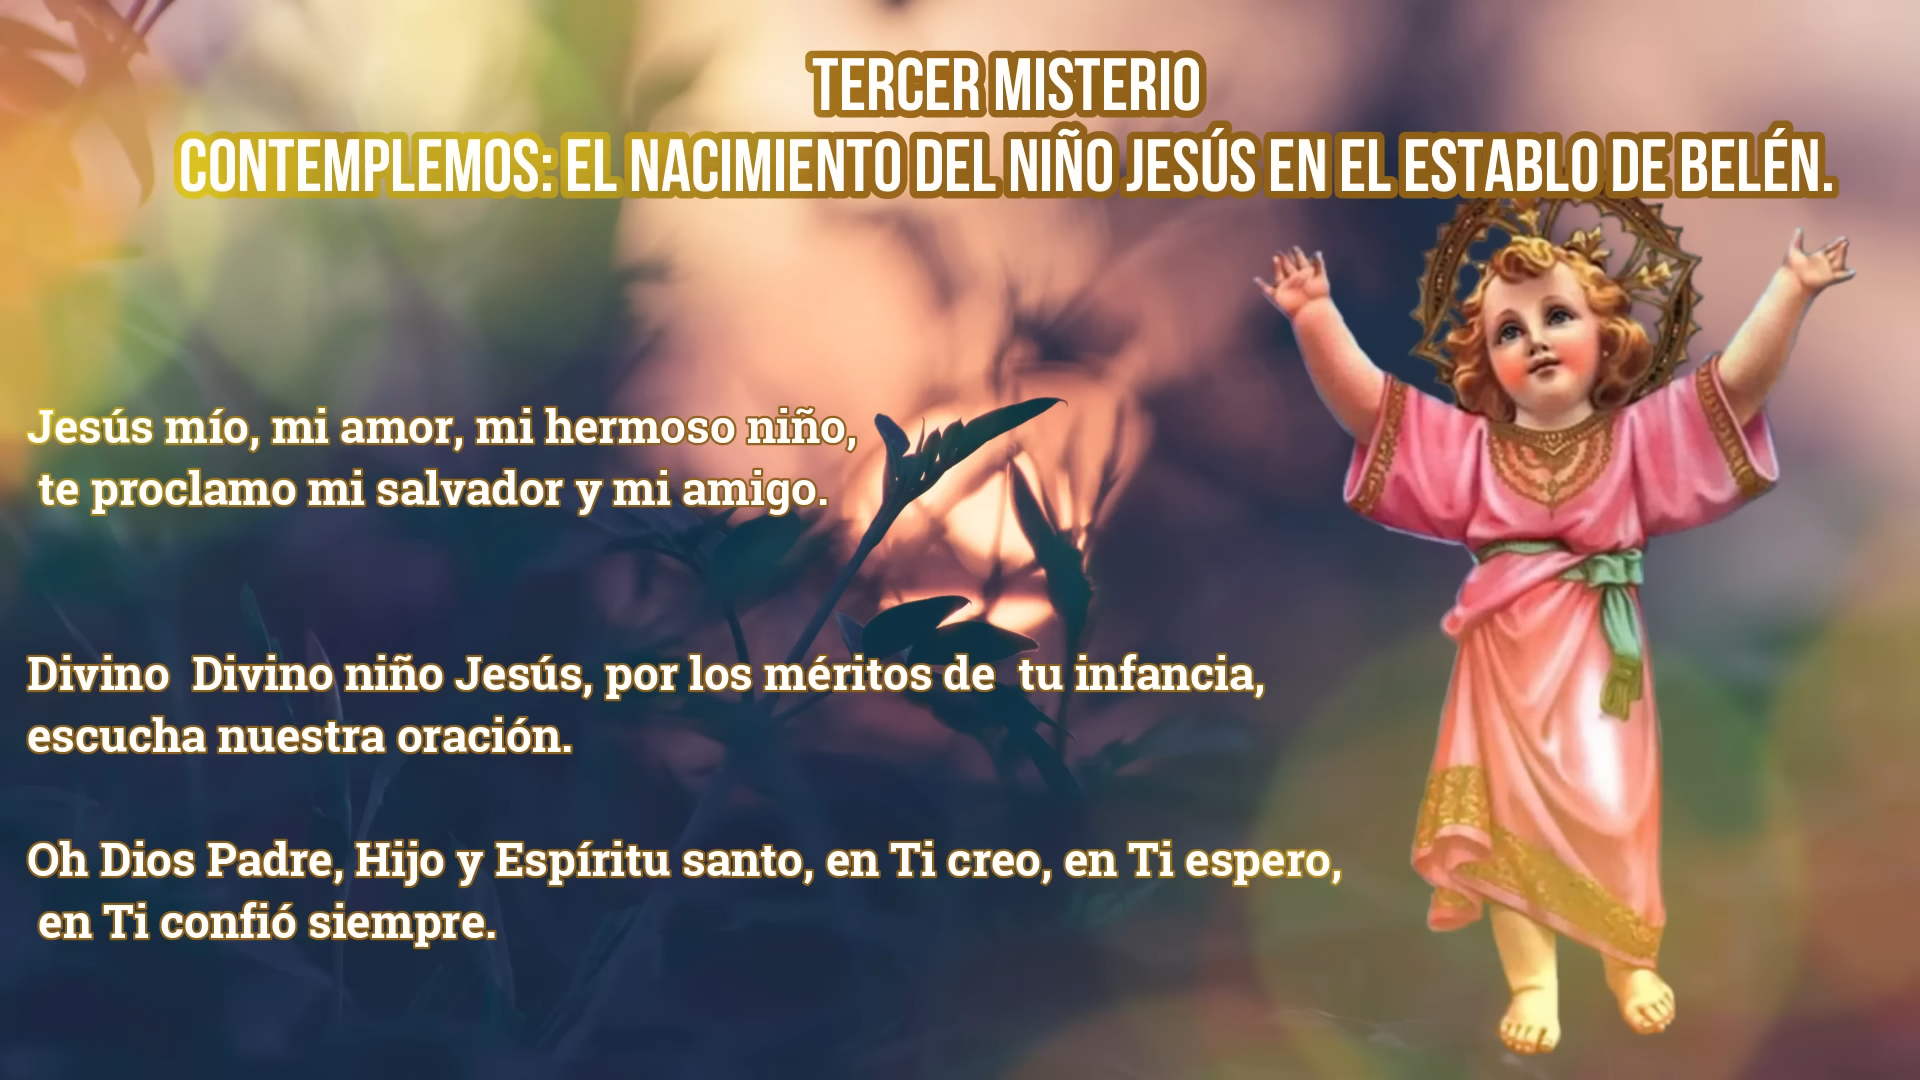 TERCER MISTERIO
CONTEMPLEMOS: EL NACIMIENTO DEL NIÑO JESÚS EN EL ESTABLO DE BELÉN.
Jesús mío, mi amor, mi hermoso niño,
te proclamo mi salvador y mi amigo.
Divino Divino niño Jesús, por los méritos de tu infancia,
escucha nuestra oración.
Oh Dios Padre, Hijo y Espíritu santo, en Ti creo, en Ti espero,
en Ti confió siempre.